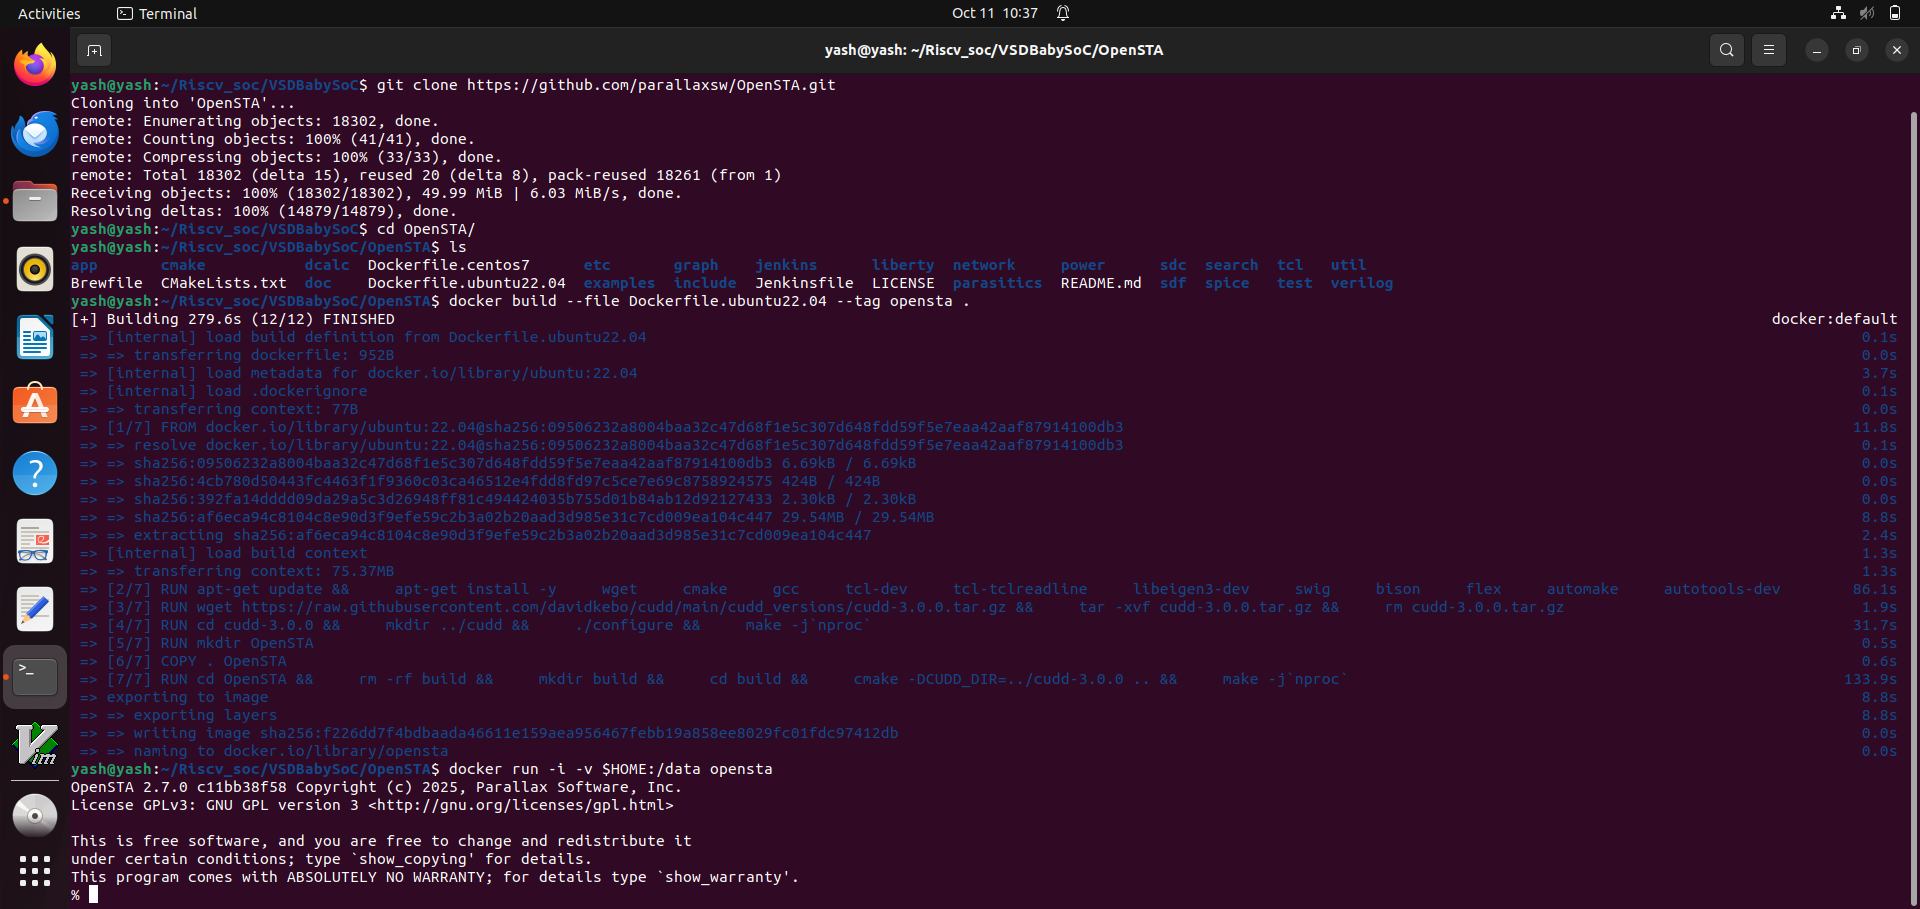 Activities Terminal Oct 11 10:37
yash@yash: ~/Riscv_soc/VSDBabySoC/OpenSTA
yash@yash:~/Riscv_soc/VSDBabySoC$ git clone https://github.com/parallaxsw/OpenSTA.git
Cloning into 'OpenSTA'...
remote: Enumerating objects: 18302, done.
remote: Counting objects: 100% (41/41), done.
remote: Compressing objects: 100% (33/33), done.
remote: Total 18302 (delta 15), reused 20 (delta 8), pack-reused 18261 (from 1)
Receiving objects: 100% (18302/18302), 49.99 MiB | 6.03 MiB/s, done.
Resolving deltas: 100% (14879/14879), done.
yash@yash:~/Riscv_soc/VSDBabySoC$ cd OpenSTA/
yash@yash:~/Riscv_soc/VSDBabySoC/OpenSTA$ ls
app cmake dcalc Dockerfile.centos7 etc graph jenkins liberty network power sdc search tcl util
Brewfile CMakeLists.txt doc Dockerfile.ubuntu22.04 examples include Jenkinsfile LICENSE parasitics README.md sdf spice test verilog
yash@yash:~/Riscv_soc/VSDBabySoC/OpenSTA$ docker build --file Dockerfile.ubuntu22.04 --tag opensta .
[+] Building 279.6s (12/12) FINISHED docker:default
=> [internal] load build definition from Dockerfile.ubuntu22.04 0.1s
=> => transferring dockerfile: 952B 0.0s
=> [internal] load metadata for docker.io/library/ubuntu:22.04 3.7s
=> [internal] load .dockerignore 0.1s
=> => transferring context: 77B 0.0s
=> [1/7] FROM docker.io/library/ubuntu:22.04@sha256:09506232a8004baa32c47d68f1e5c307d648fdd59f5e7eaa42aaf87914100db3 11.8s
=> => resolve docker.io/library/ubuntu:22.04@sha256:09506232a8004baa32c47d68f1e5c307d648fdd59f5e7eaa42aaf87914100db3 0.1s
=> => sha256:09506232a8004baa32c47d68f1e5c307d648fdd59f5e7eaa42aaf87914100db3 6.69kB / 6.69kB 0.0s
=> => sha256:4cb780d50443fc4463f1f9360c03ca46512e4fdd8fd97c5ce7e69c8758924575 424B / 424B 0.0s
=> => sha256:392fa14dddd09da29a5c3d26948ff81c494424035b755d01b84ab12d92127433 2.30kB / 2.30kB 0.0s
=> => sha256:af6eca94c8104c8e90d3f9efe59c2b3a02b20aad3d985e31c7cd009ea104c447 29.54MB / 29.54MB 8.8s
=> => extracting sha256:af6eca94c8104c8e90d3f9efe59c2b3a02b20aad3d985e31c7cd009ea104c447 2.4s
=> [internal] load build context 1.3s
=> => transferring context: 75.37MB 1.3s
=> [2/7] RUN apt-get update && apt-get install -y wget cmake gcc tcl-dev tcl-tclreadline libeigen3-dev swig bison flex automake autotools-dev 86.1s
=> [3/7] RUN wget https://raw.githubusercontent.com/davidkebo/cudd/main/cudd_versions/cudd-3.0.0.tar.gz && tar -xvf cudd-3.0.0.tar.gz && rm cudd-3.0.0.tar.gz 1.9s
=> [4/7] RUN cd cudd-3.0.0 && mkdir ../cudd && ./configure && make -j`nproc` 31.7s
=> [5/7] RUN mkdir OpenSTA 0.5s
=> [6/7] COPY . OpenSTA 0.6s
=> [7/7] RUN cd OpenSTA && rm -rf build && mkdir build && cd build && cmake -DCUDD_DIR=../cudd-3.0.0 .. && make -j`nproc` 133.9s
=> exporting to image 8.8s
=> => exporting layers 8.8s
=> => writing image sha256:f226dd7f4bdbaada46611e159aea956467febb19a858ee8029fc01fdc97412db 0.0s
=> => naming to docker.io/library/opensta 0.0s
yash@yash:~/Riscv_soc/VSDBabySoC/OpenSTA$ docker run -i -v $HOME:/data opensta
OpenSTA 2.7.0 c11bb38f58 Copyright (c) 2025, Parallax Software, Inc.
License GPLv3: GNU GPL version 3 <http://gnu.org/licenses/gpl.html>
This is free software, and you are free to change and redistribute it
under certain conditions; type `show_copying' for details.
This program comes with ABSOLUTELY NO WARRANTY; for details type `show_warranty'.
%